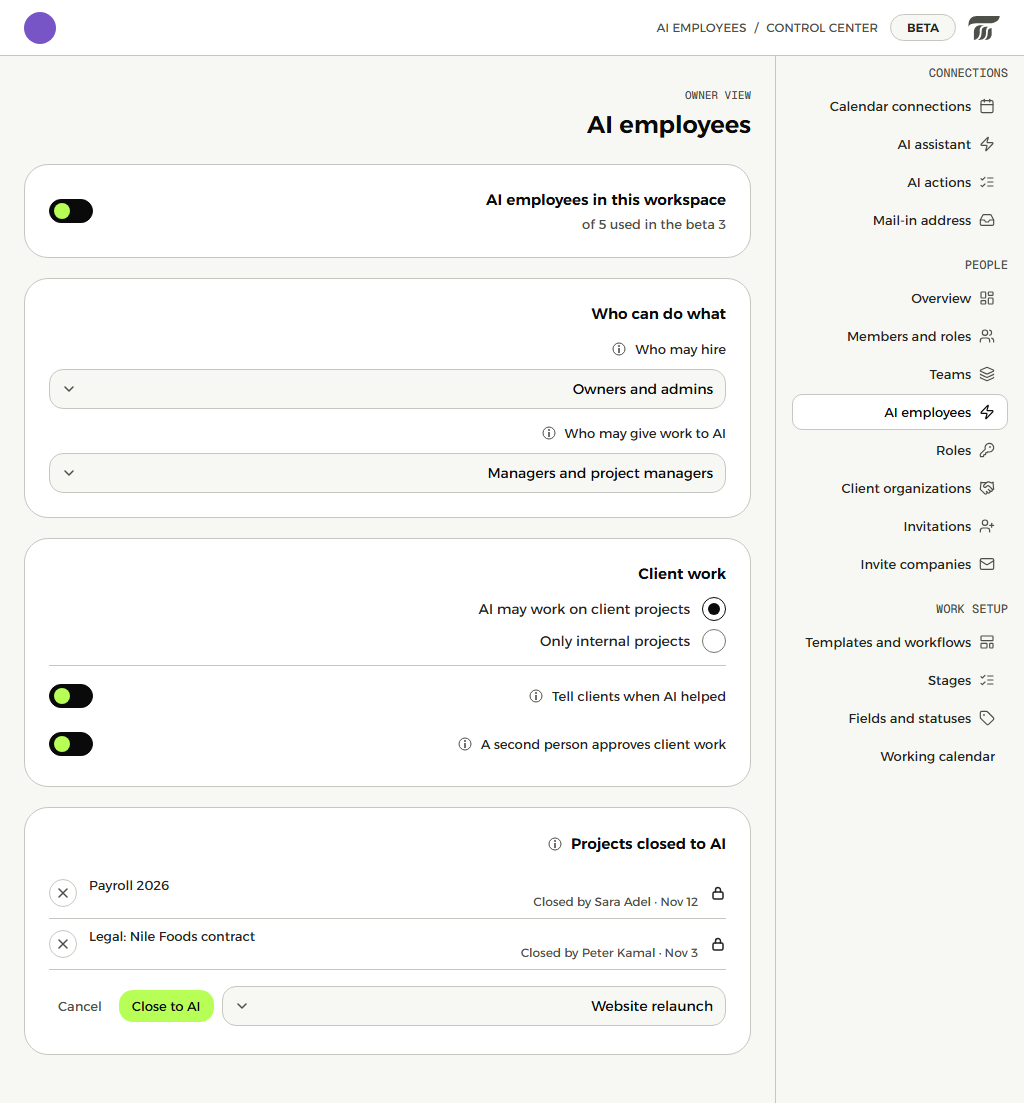 AI EMPLOYEES / CONTROL CENTER
BETA
OWNER VIEW
AI employees
AI employees in this workspace
of 5 used in the beta 3
Who can do what
Who may hire
Owners and admins
Who may give work to AI
Managers and project managers
Client work
AI may work on client projects
Only internal projects
Tell clients when AI helped
A second person approves client work
Projects closed to AI
Payroll 2026
Closed by Sara Adel · Nov 12
Legal: Nile Foods contract
Closed by Peter Kamal · Nov 3
Website relaunch
Close to AI
Cancel
CONNECTIONS
Calendar connections
AI assistant
AI actions
Mail-in address
PEOPLE
Overview
Members and roles
Teams
AI employees
Roles
Client organizations
Invitations
Invite companies
WORK SETUP
Templates and workflows
Stages
Fields and statuses
Working calendar